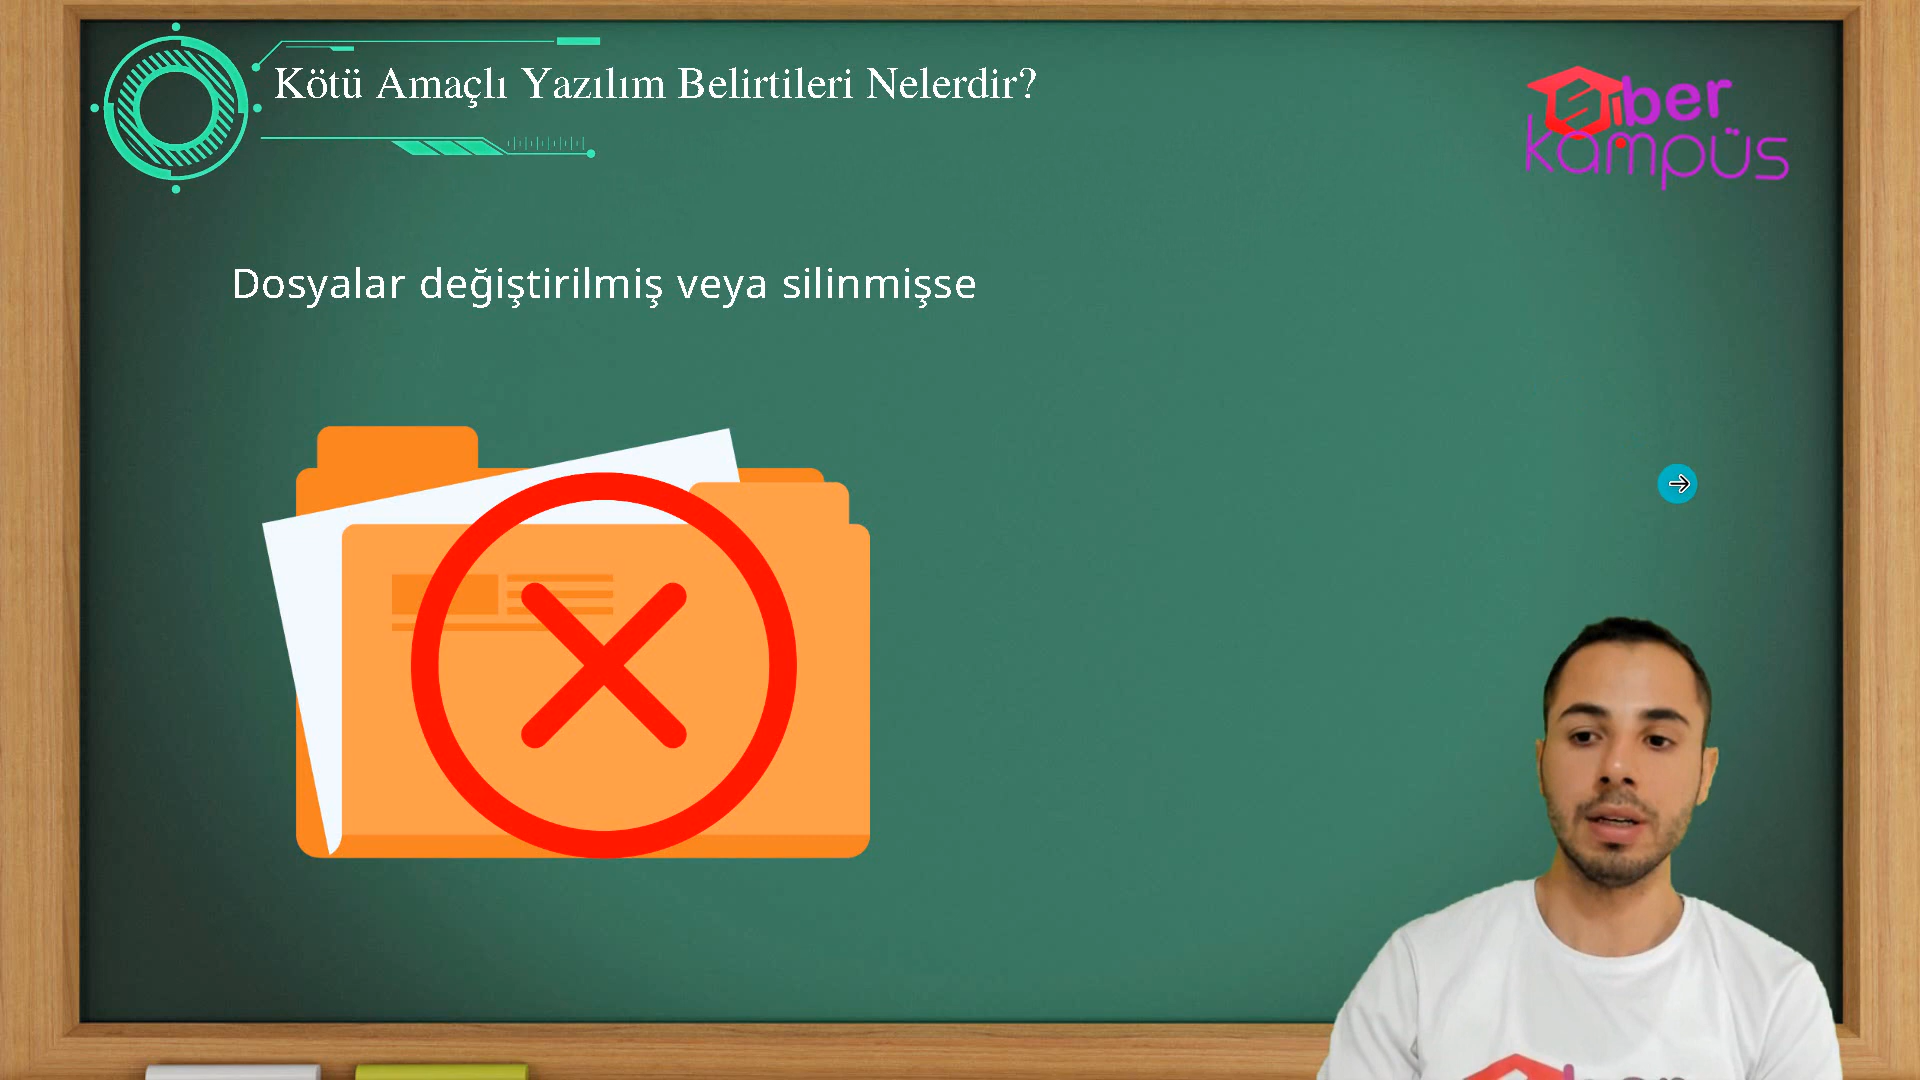 Kötü Amaçlı Yazılım Belirtileri Nelerdir?
Siber
kampüs
Dosyalar değiştirilmiş veya silinmişse